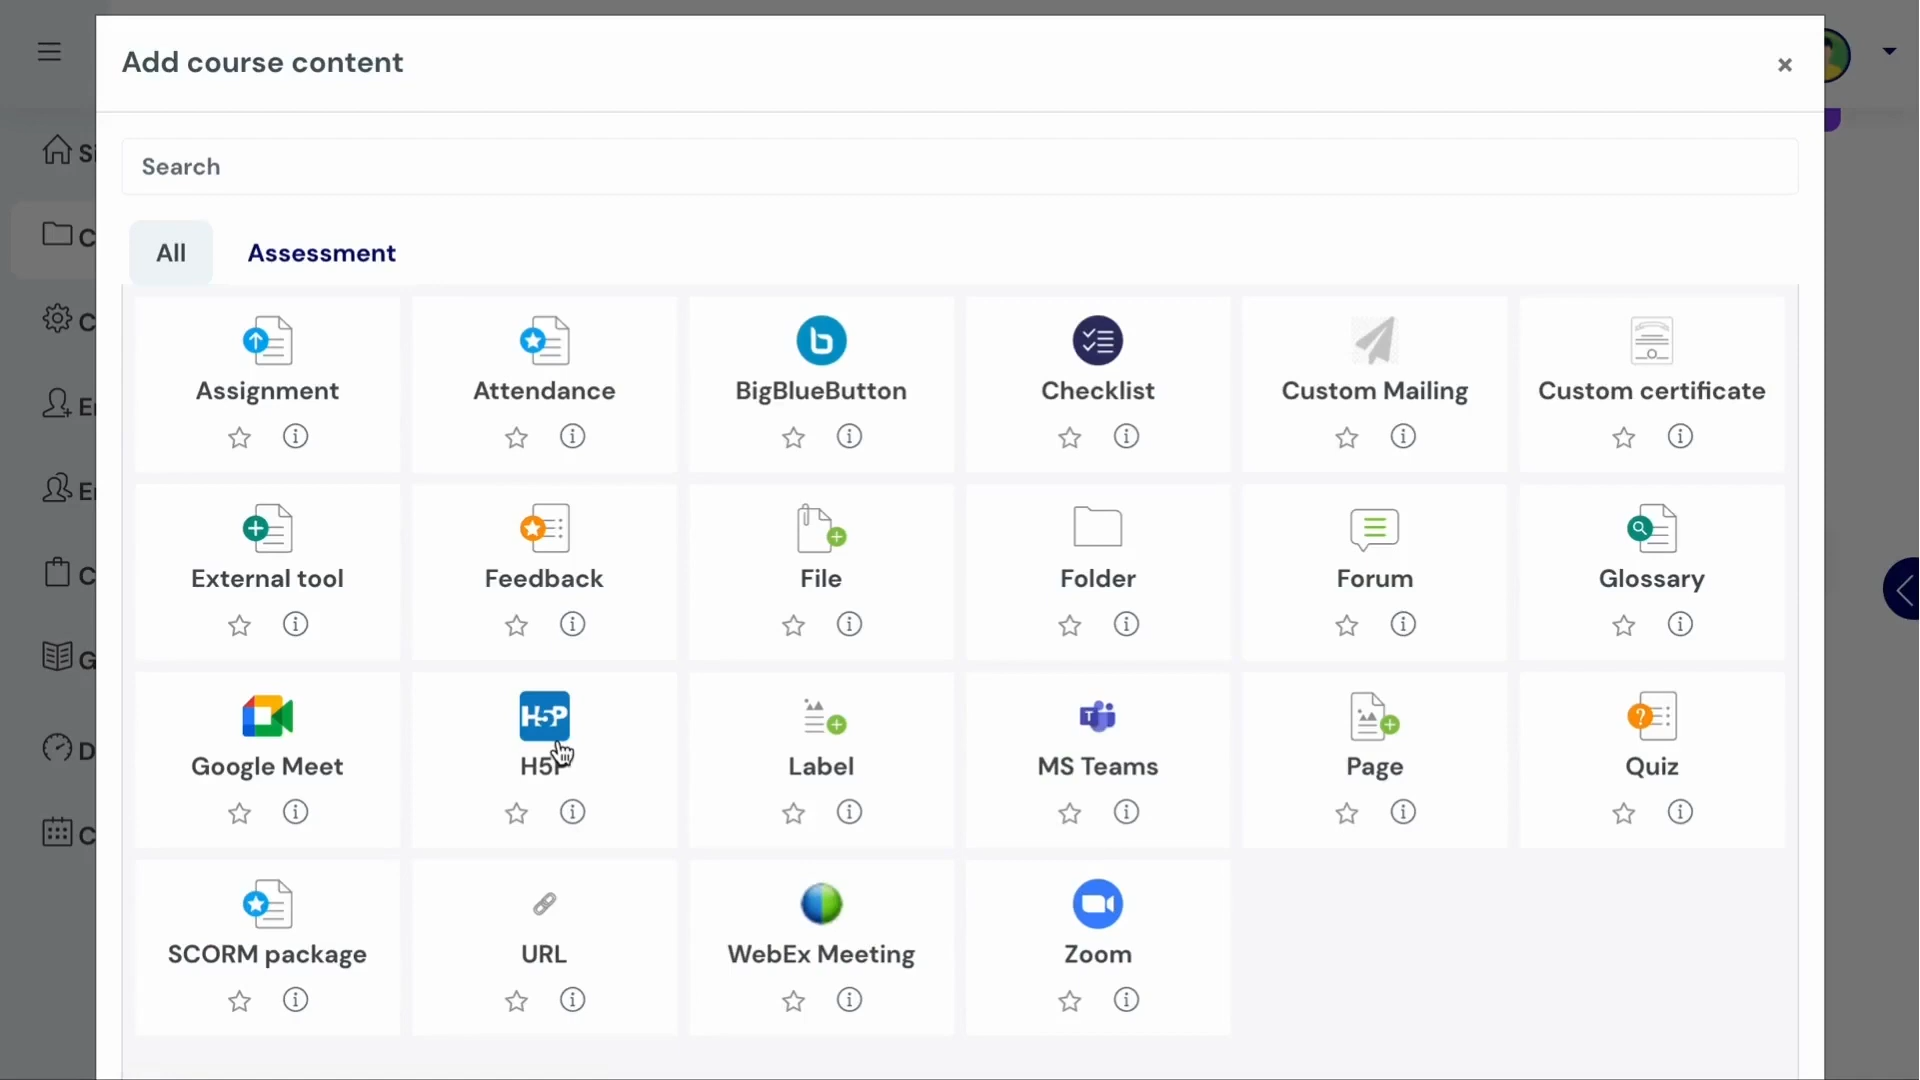 Add course content
×
Search
All
Assessment
Assignment
Attendance
BigBlueButton
Checklist
Custom Mailing
Custom certificate
External tool
Feedback
File
Folder
Forum
Glossary
H5P
Google Meet
H5P
Label
MS Teams
T
Page
Quiz
SCORM package
URL
WebEx Meeting
Zoom